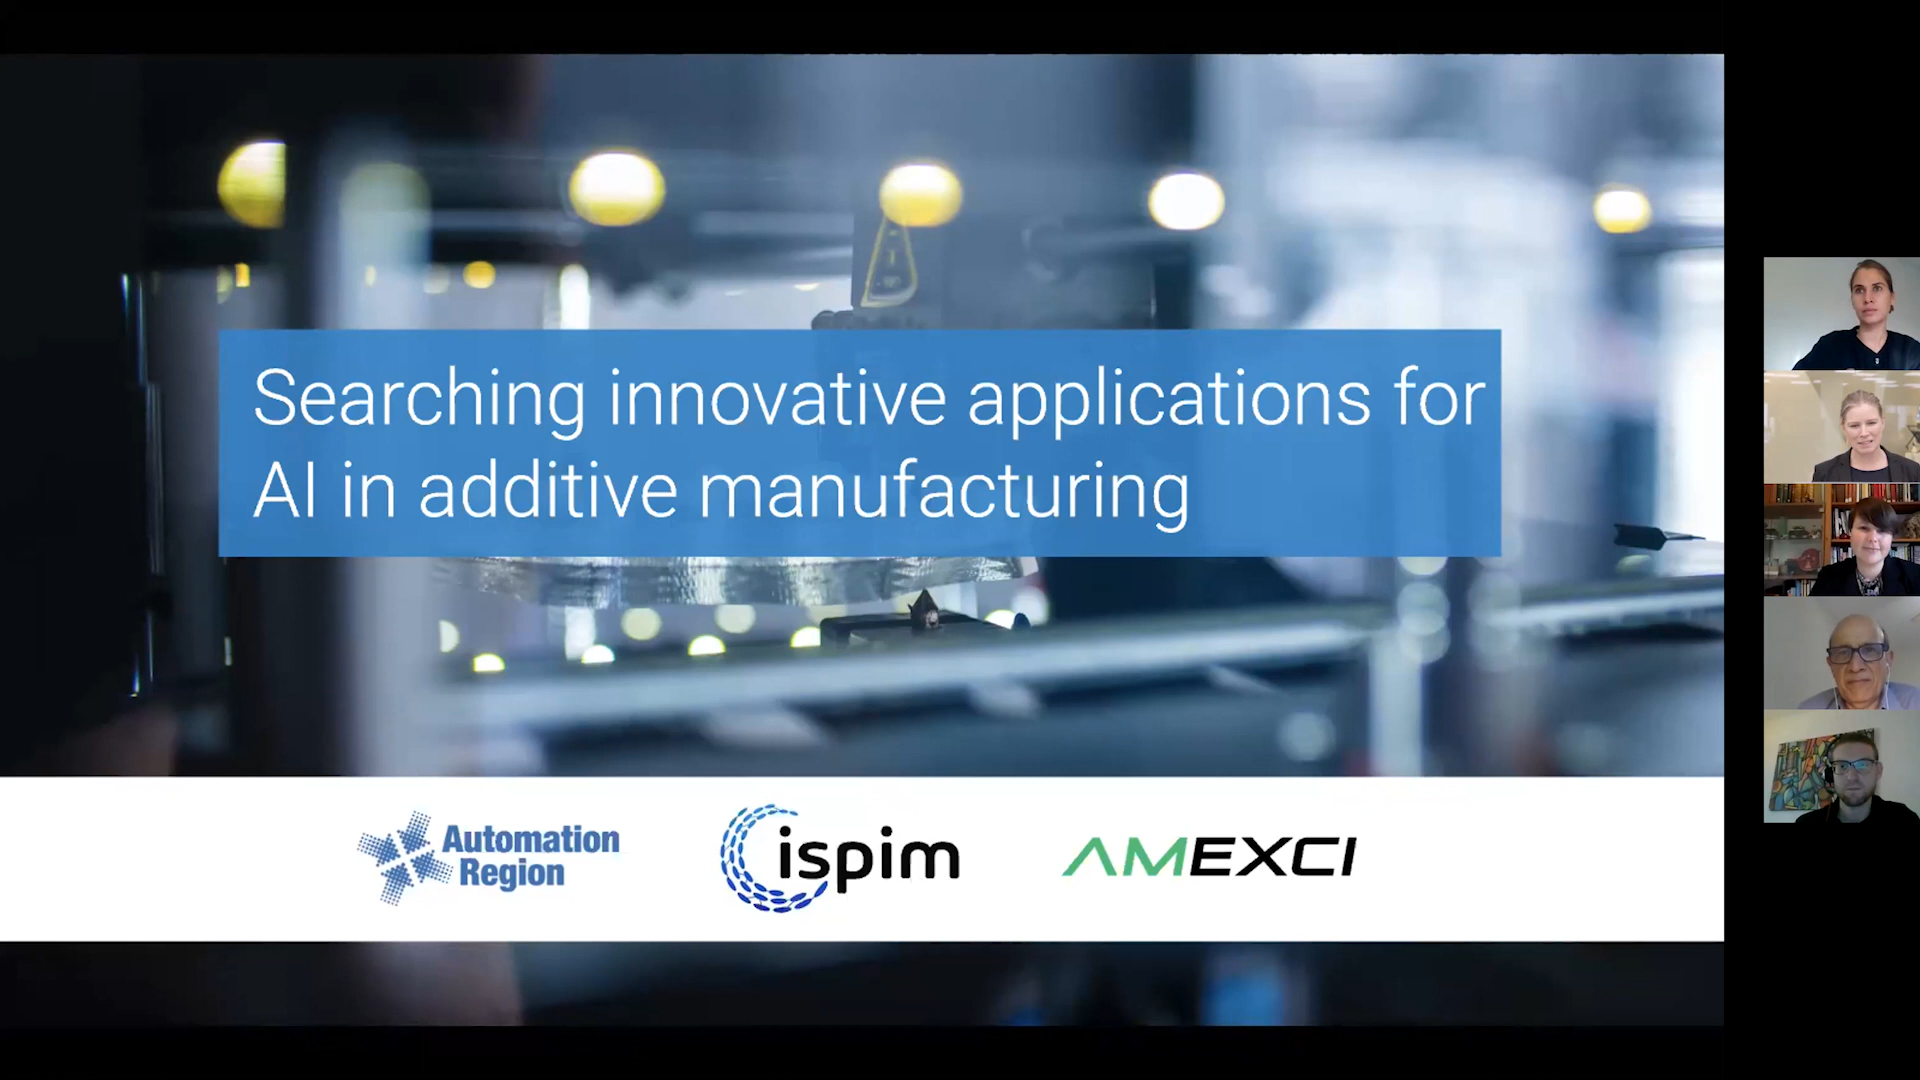 Searching innovative applications for
AI in additive manufacturing
Automation
Region
ispim
AMEXCI